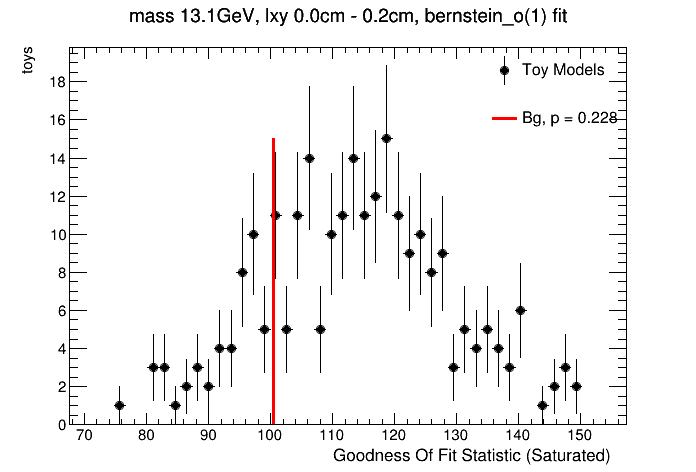 mass 13.1GeV, lxy 0.0cm - 0.2cm, bernstein_o(1) fit
toys
Toy Models
Bg, p = 0.228
18
16
14
12
10
8
6
4
2
0
70 80 90 100 110 120 130 140 150
Goodness Of Fit Statistic (Saturated)